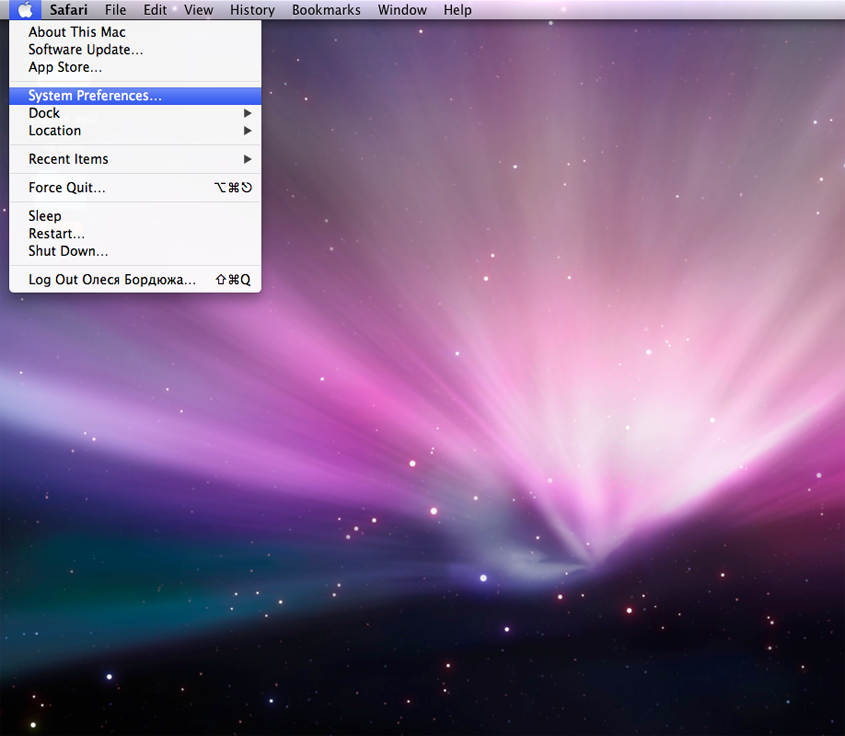 Safari File Edit View History Bookmarks Window Help
About This Mac
Software Update...
App Store...
System Preferences...
Dock
Location
Recent Items
Force Quit... ⌥⌘⎋
Sleep
Restart...
Shut Down...
Log Out Олеся Бордюжа... ⇧⌘Q